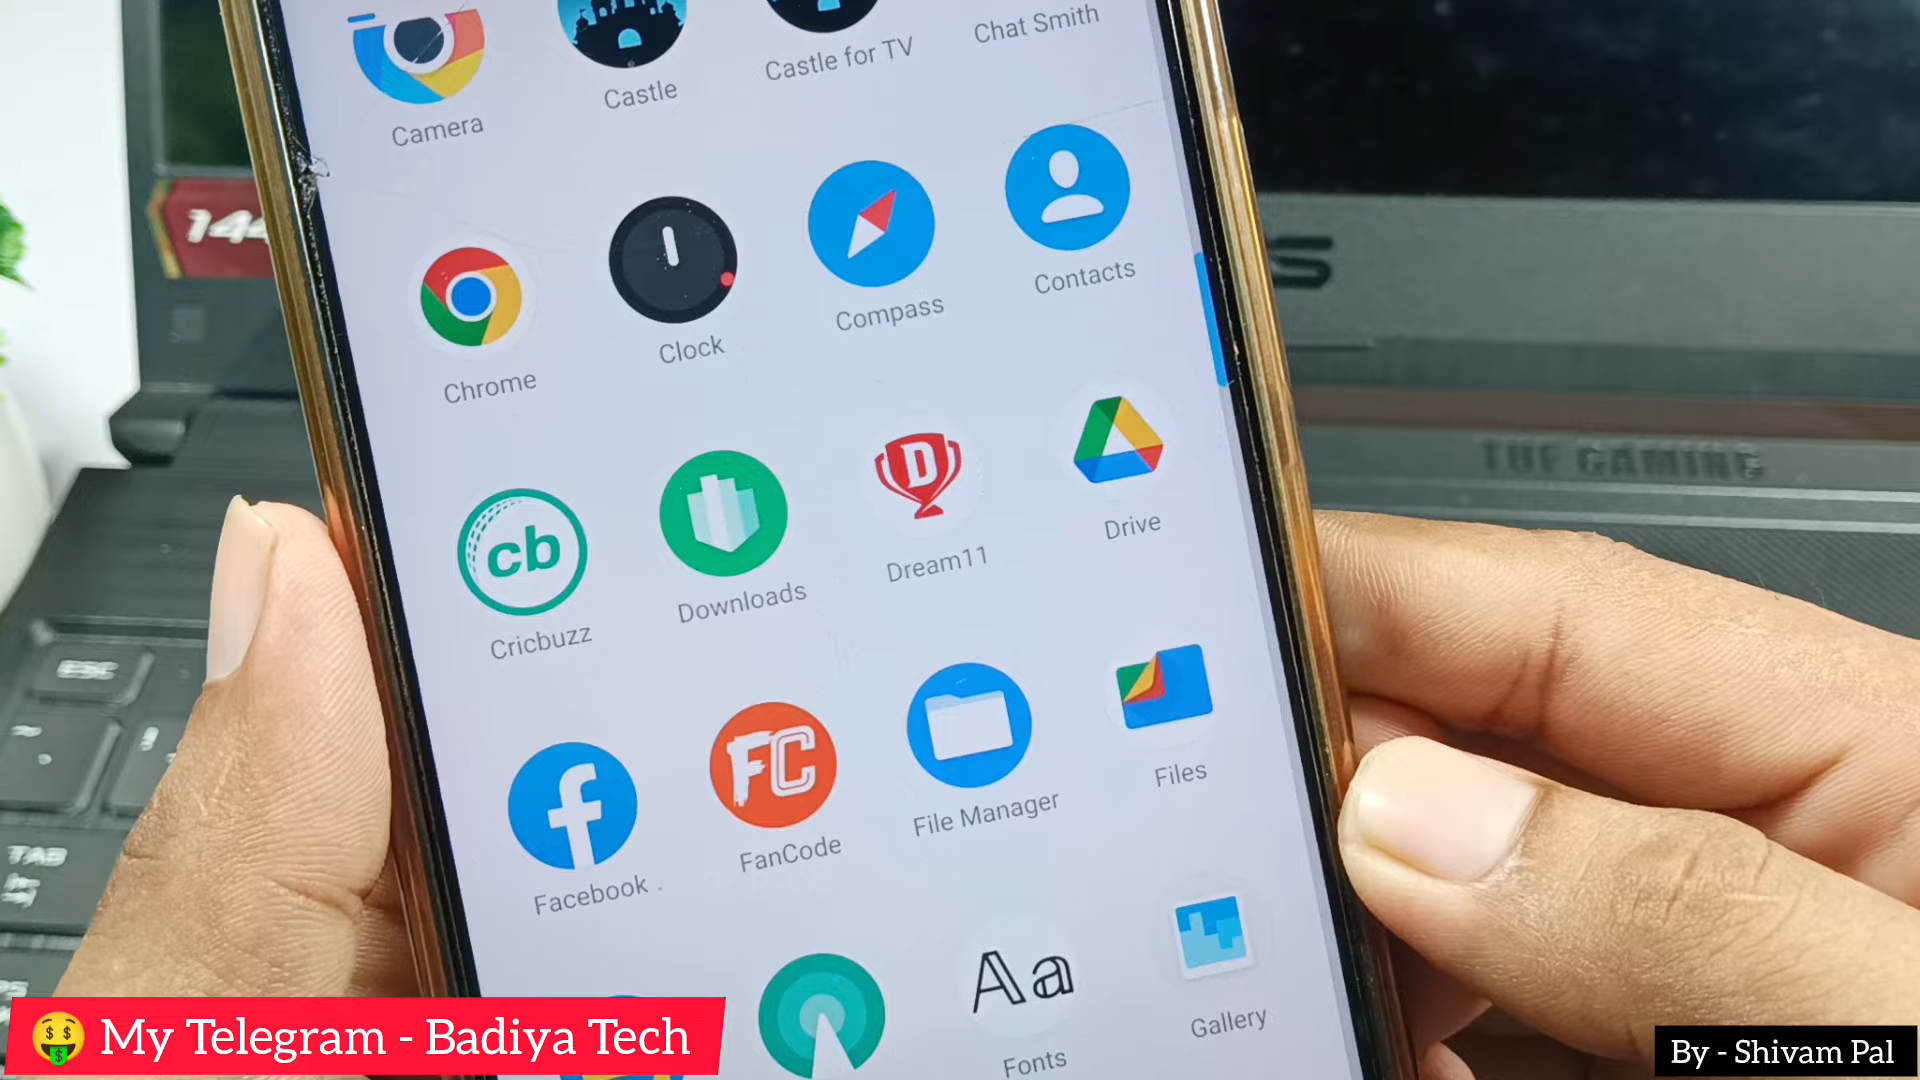 Chat Smith
Castle for TV
Castle
Camera
144
Contacts
Compass
Clock
Chrome
S
TUF GAMING
D
Drive
Dream11
cb
Downloads
Cricbuzz
ESC
f
FC
Files
File Manager
FanCode
Facebook
TAB
Aa
Gallery
Fonts
🤑 My Telegram - Badiya Tech
By - Shivam Pal